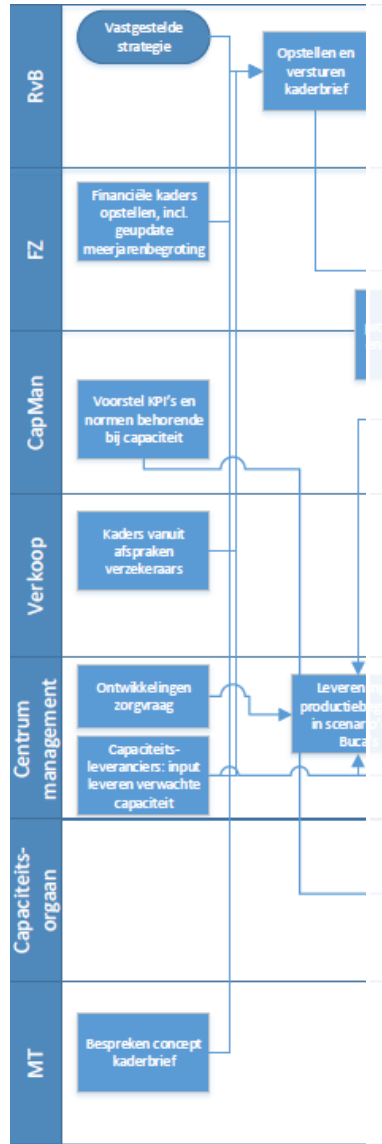 RvB
Vastgestelde
strategie
Opstellen en
versturen
kaderbrief
FZ
Financiële kaders
opstellen, incl.
geupdate
meerjarenbegroting
CapMan
Voorstel KPI's en
normen behorende
bij capaciteit
Verkoop
Kaders vanuit
afspraken
verzekeraars
Centrum
management
Ontwikkelingen
zorgvraag
Capaciteits-
leveranciers: input
leveren verwachte
capaciteit
Leveren
in
Capaciteits-
orgaan
MT
Bespreken concept
kaderbrief